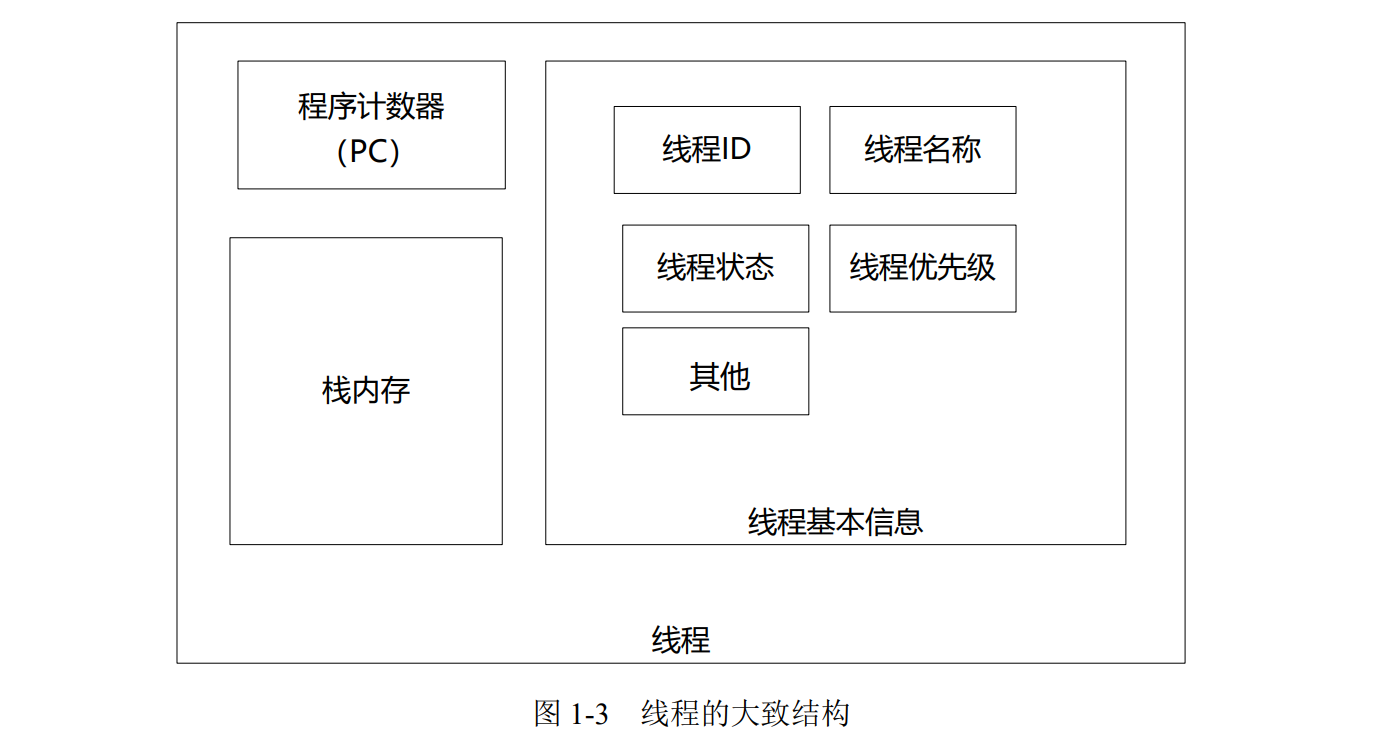 程序计数器
（PC）
线程ID
线程名称
线程状态
线程优先级
栈内存
其他
线程基本信息
线程
图 1-3 线程的大致结构